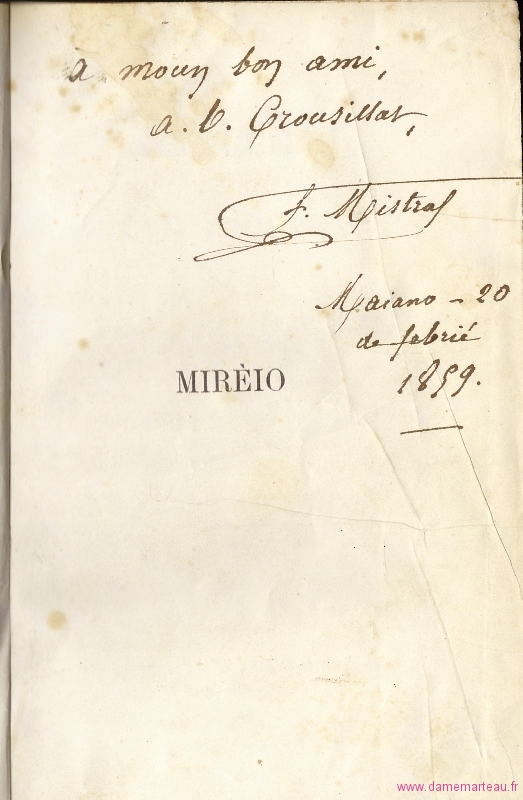 à moun bon ami,
A. B. Crousillat,
F. Mistral
Maiano - 20
de febrié
1859.
MIRÈIO
www.damemarteau.fr